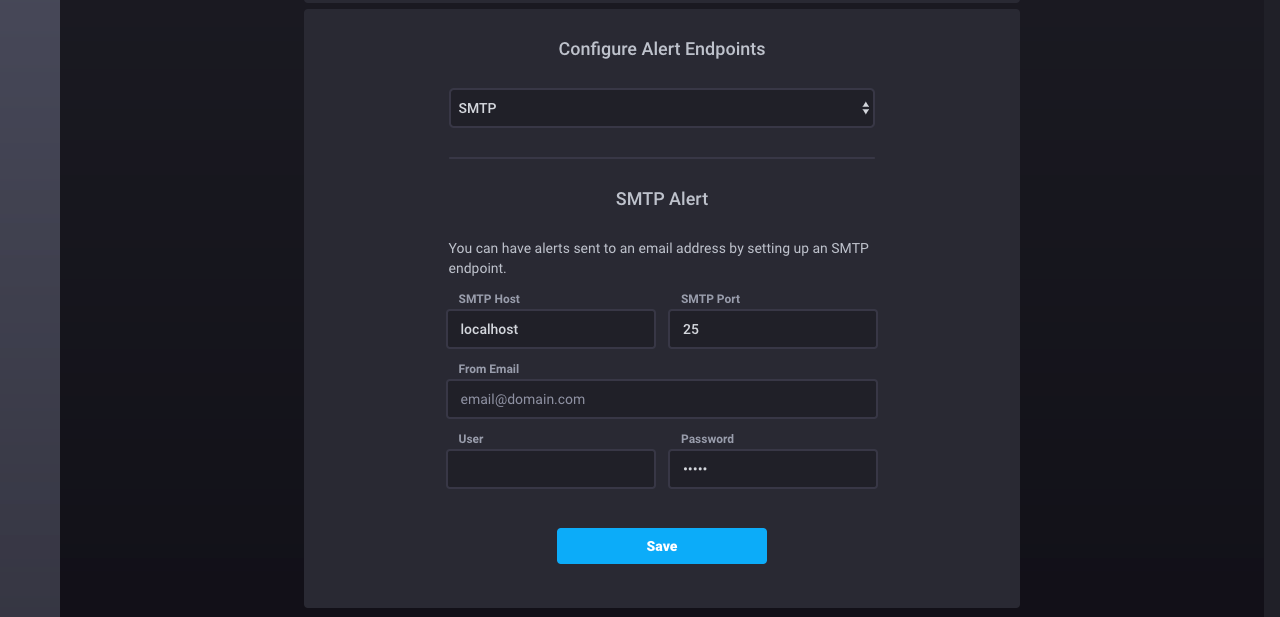 Configure Alert Endpoints
SMTP
SMTP Alert
You can have alerts sent to an email address by setting up an SMTP
endpoint.
SMTP Host
SMTP Port
localhost
25
From Email
email@domain.com
User
Password
•••••
Save